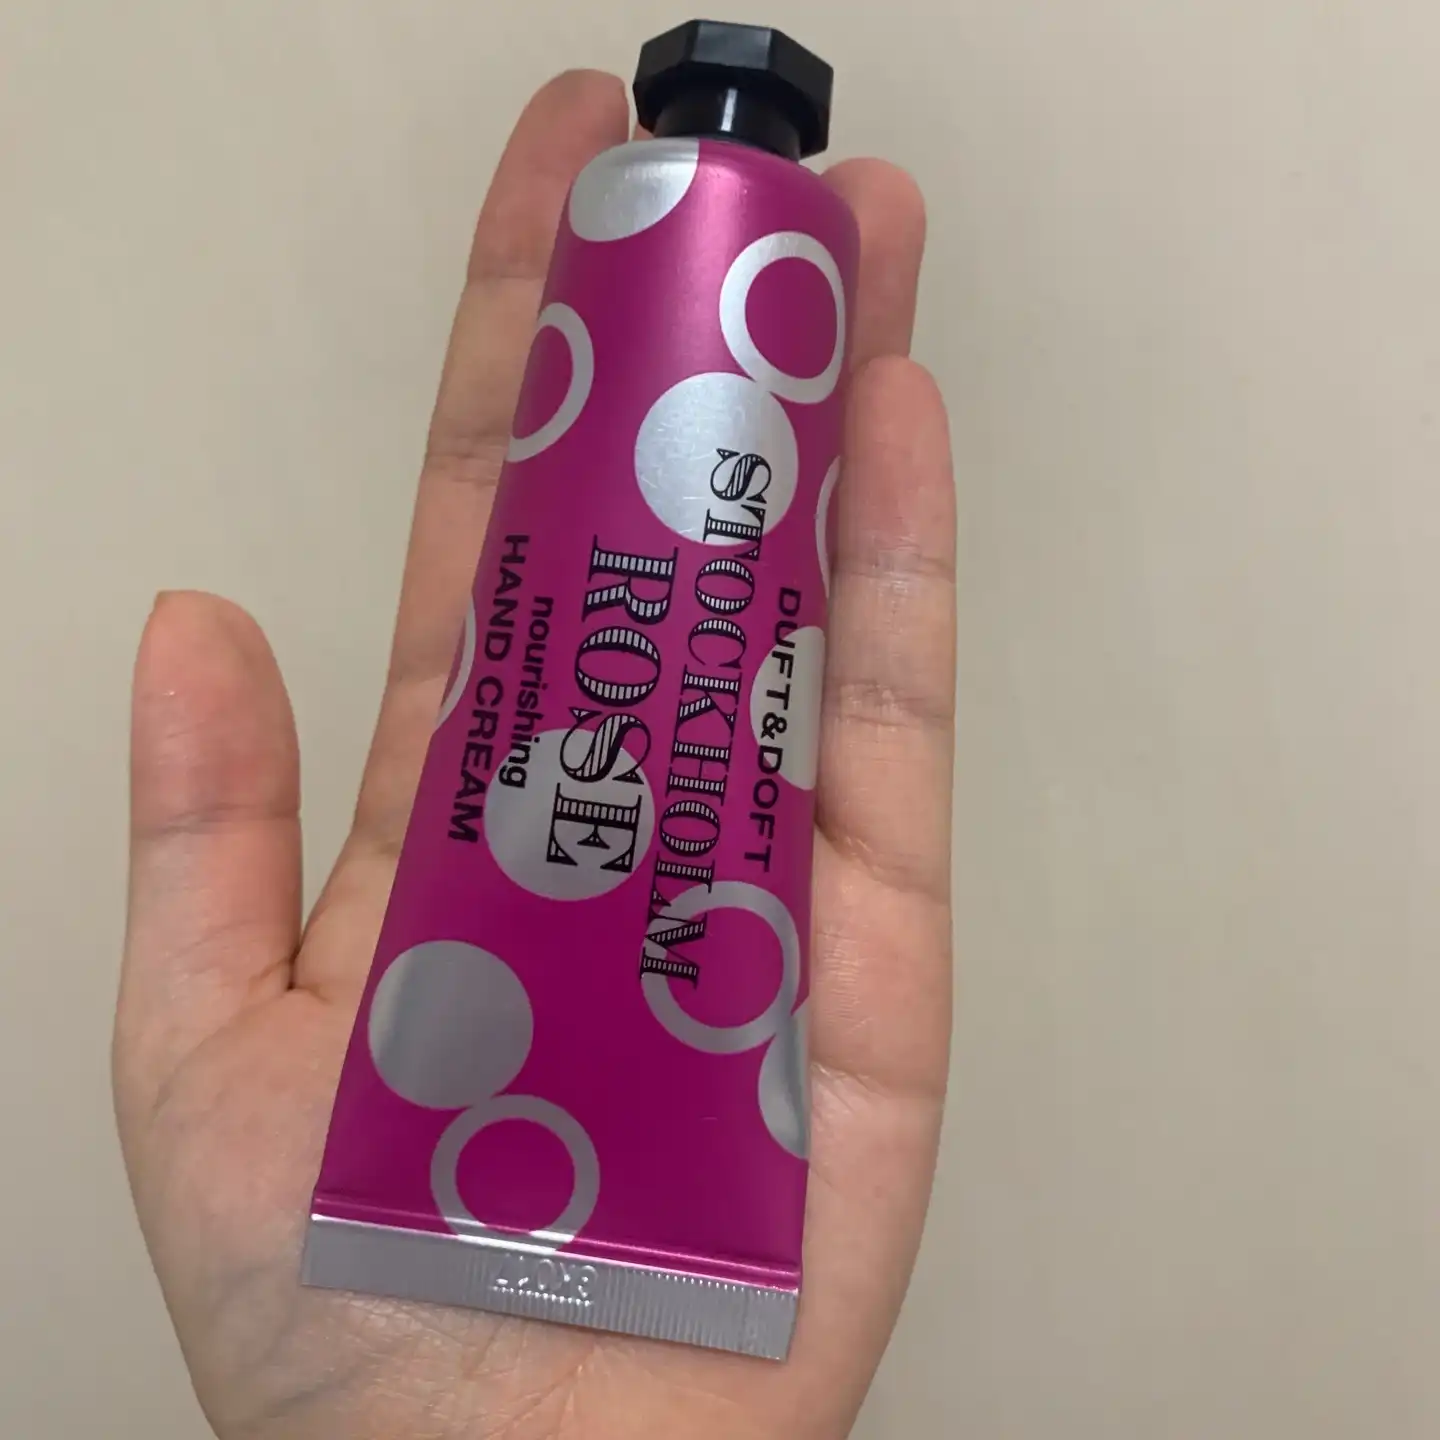 DUFT&DOFT
STOCKHOLM
ROSE
nourishing
HAND CREAM